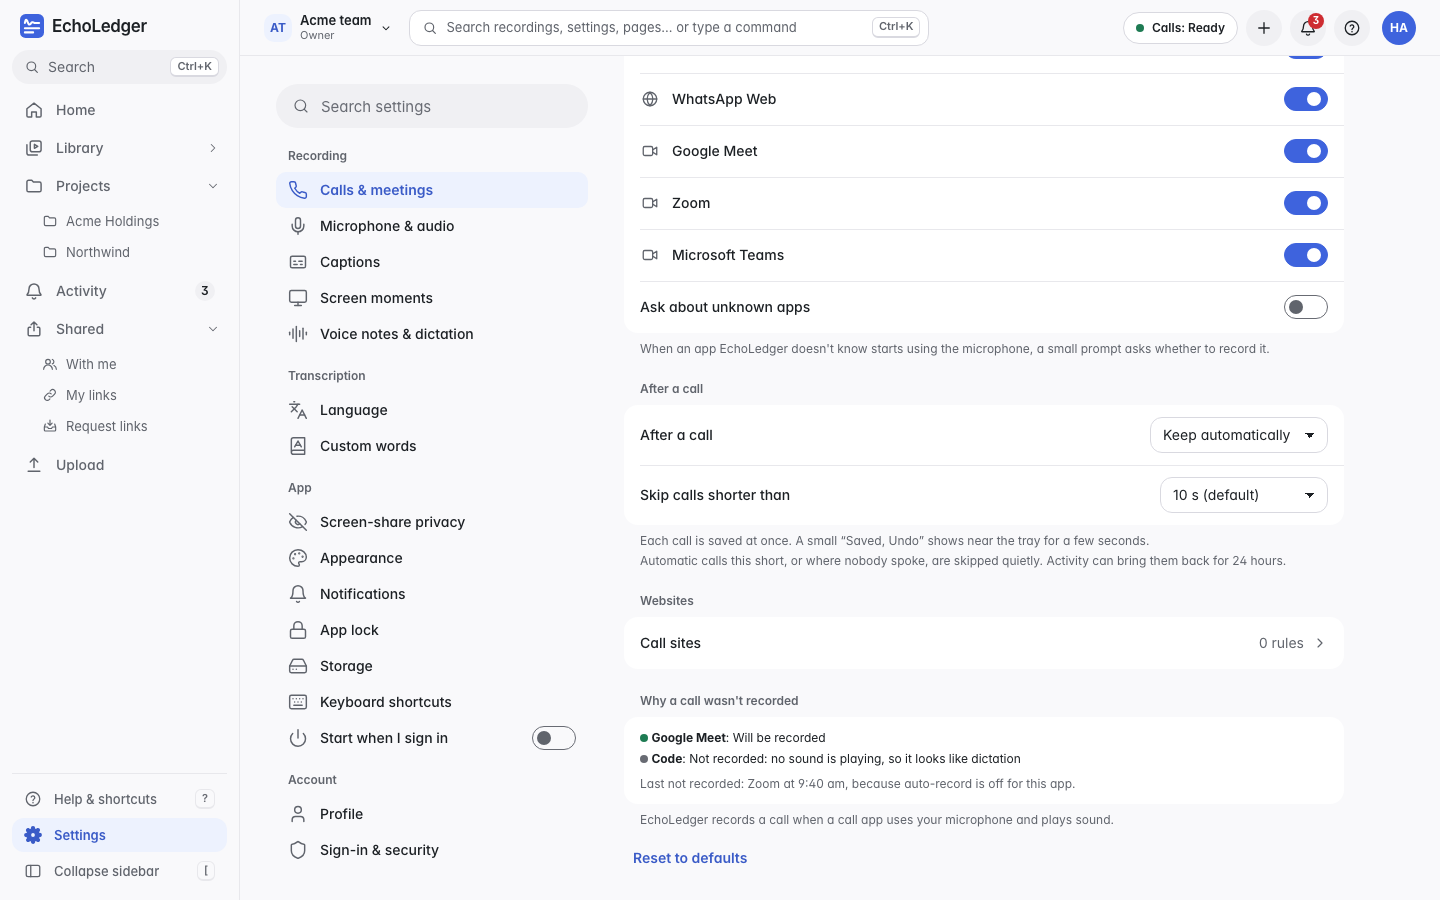 EchoLedger
Search
Ctrl+K
Home
Library
Projects
Acme Holdings
Northwind
Activity
3
Shared
With me
My links
Request links
Upload
Help & shortcuts
?
Settings
Collapse sidebar
[
AT
Acme team
Owner
Search recordings, settings, pages... or type a command
Ctrl+K
Calls: Ready
3
HA
Search settings
Recording
Calls & meetings
Microphone & audio
Captions
Screen moments
Voice notes & dictation
Transcription
Language
Custom words
App
Screen-share privacy
Appearance
Notifications
App lock
Storage
Keyboard shortcuts
Start when I sign in
Account
Profile
Sign-in & security
WhatsApp Web
Google Meet
Zoom
Microsoft Teams
Ask about unknown apps
When an app EchoLedger doesn't know starts using the microphone, a small prompt asks whether to record it.
After a call
After a call
Keep automatically
Skip calls shorter than
10 s (default)
Each call is saved at once. A small “Saved, Undo” shows near the tray for a few seconds.
Automatic calls this short, or where nobody spoke, are skipped quietly. Activity can bring them back for 24 hours.
Websites
Call sites
0 rules
Why a call wasn't recorded
Google Meet: Will be recorded
Code: Not recorded: no sound is playing, so it looks like dictation
Last not recorded: Zoom at 9:40 am, because auto-record is off for this app.
EchoLedger records a call when a call app uses your microphone and plays sound.
Reset to defaults